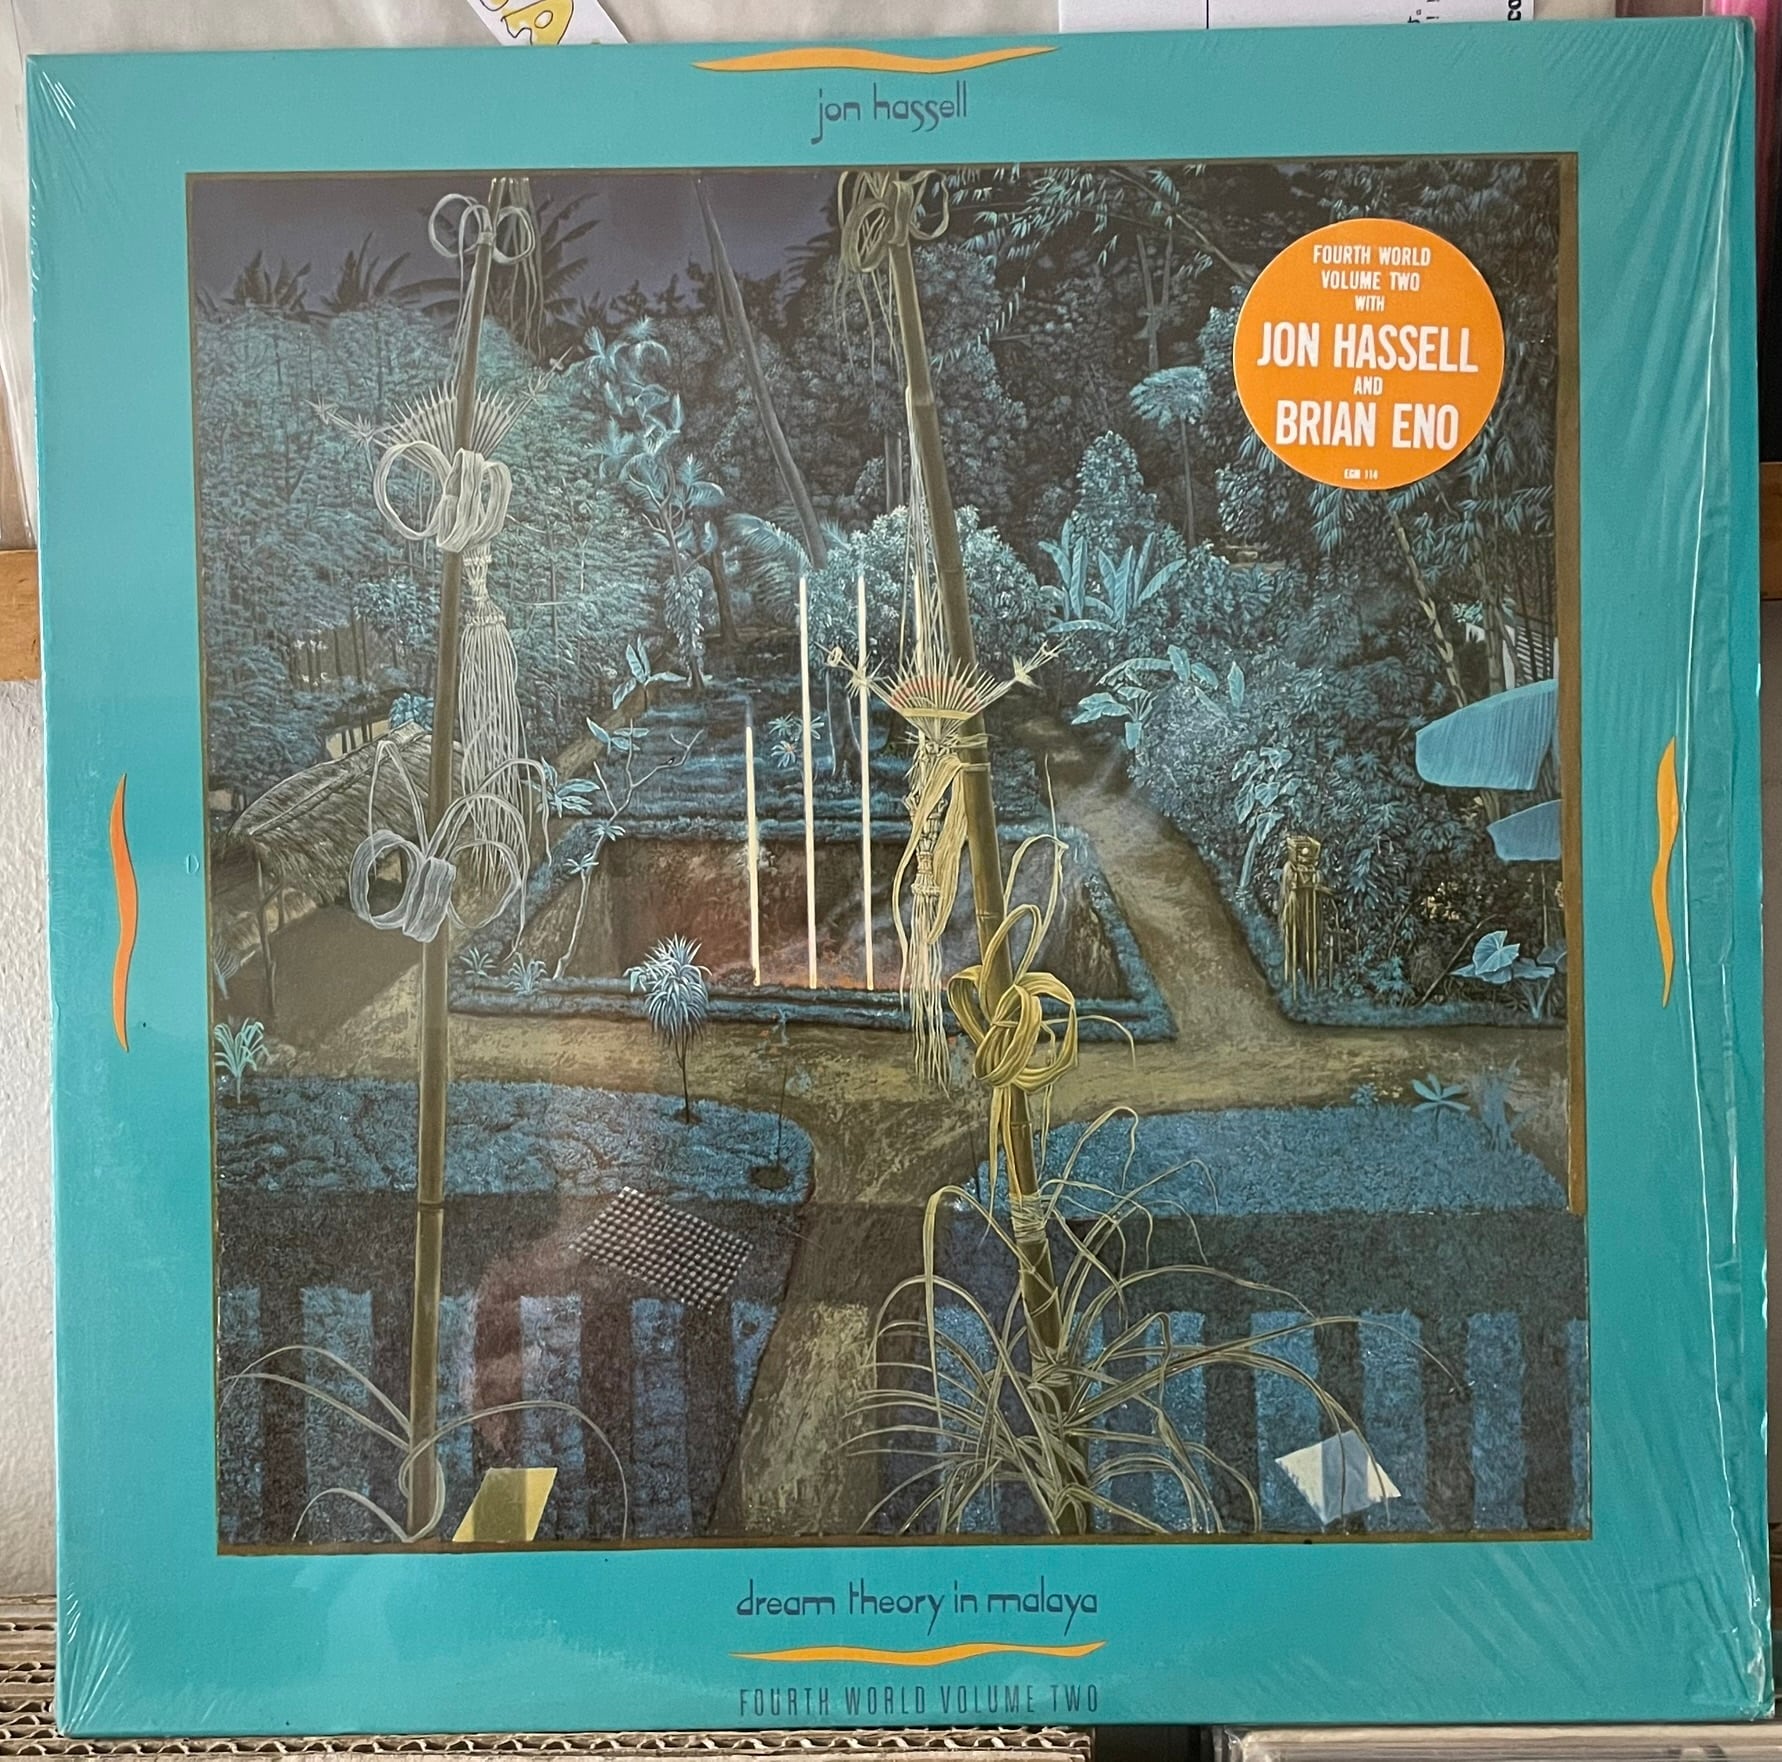 jon hassell
FOURTH WORLD
VOLUME TWO
WITH
JON HASSELL
AND
BRIAN ENO
EGM 114
dream theory in malaya
FOURTH WORLD VOLUME TWO